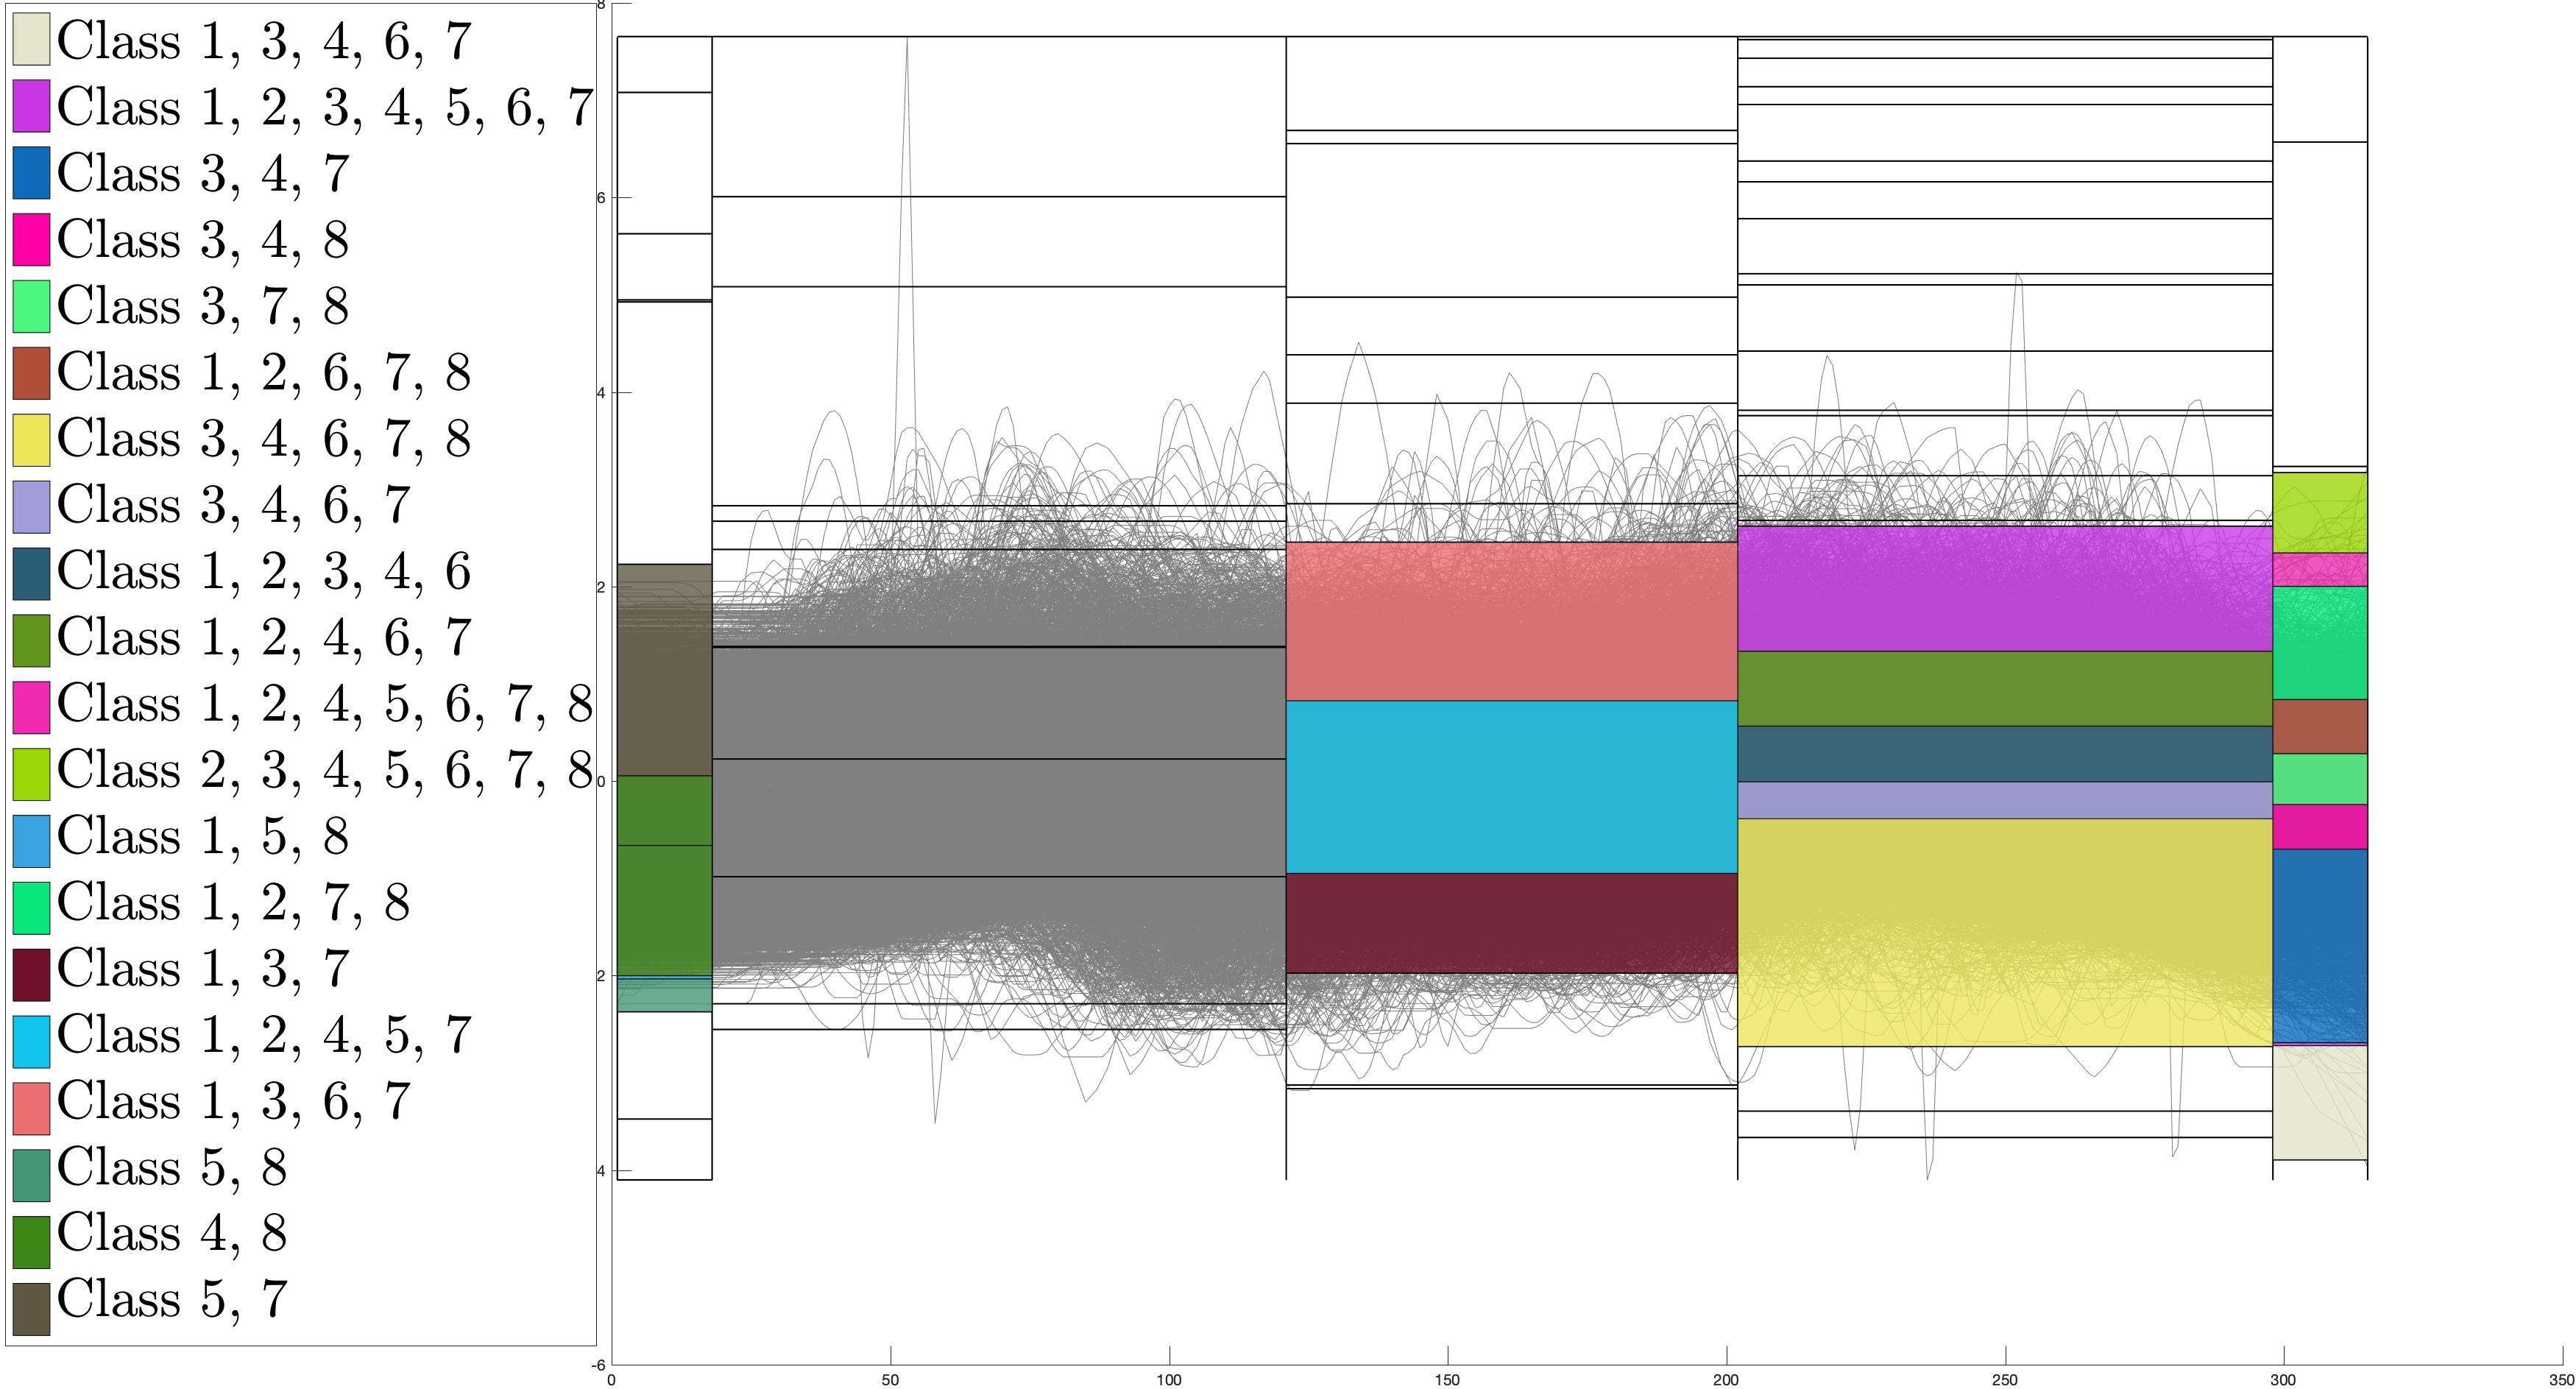 Class 1, 3, 4, 6, 7
Class 1, 2, 3, 4, 5, 6, 7
Class 3, 4, 7
Class 3, 4, 8
Class 3, 7, 8
Class 1, 2, 6, 7, 8
Class 3, 4, 6, 7, 8
Class 3, 4, 6, 7
Class 1, 2, 3, 4, 6
Class 1, 2, 4, 6, 7
Class 1, 2, 4, 5, 6, 7, 8
Class 2, 3, 4, 5, 6, 7, 8
Class 1, 5, 8
Class 1, 2, 7, 8
Class 1, 3, 7
Class 1, 2, 4, 5, 7
Class 1, 3, 6, 7
Class 5, 8
Class 4, 8
Class 5, 7
8
6
4
2
0
2
4
-6
0 50 100 150 200 250 300 350